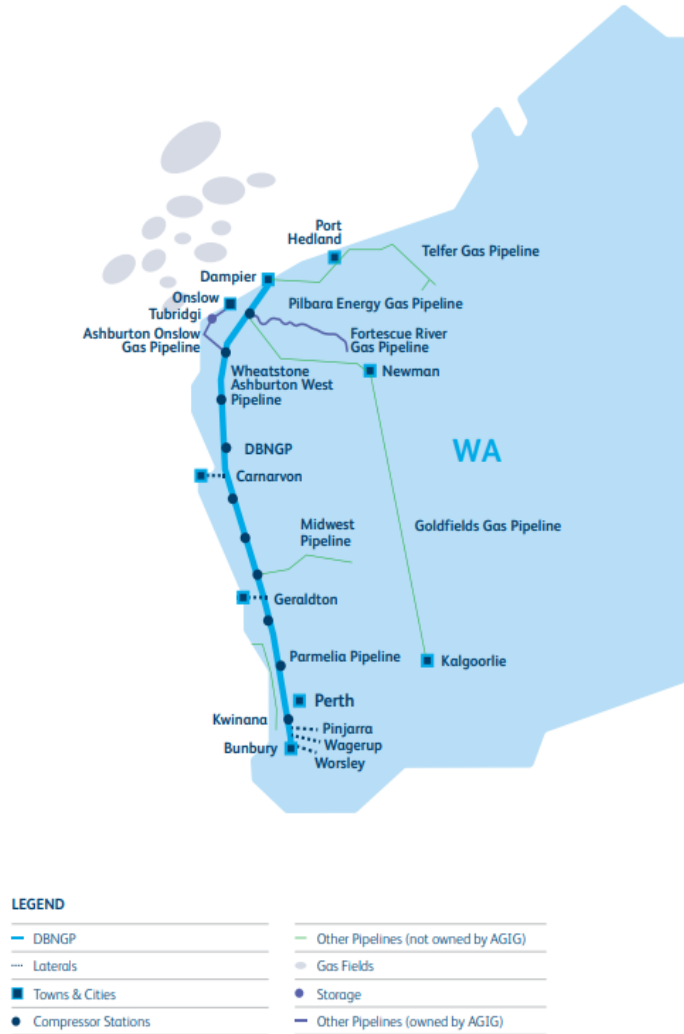 Port
Hedland
Telfer Gas Pipeline
Dampier
Onslow
Tubridgi
Pilbara Energy Gas Pipeline
Ashburton Onslow
Gas Pipeline
Fortescue River
Gas Pipeline
Wheatstone
Ashburton West
Pipeline
Newman
DBNGP
WA
Carnarvon
Midwest
Pipeline
Goldfields Gas Pipeline
Geraldton
Parmelia Pipeline
Kalgoorlie
Perth
Kwinana
Pinjarra
Wagerup
Bunbury
Worsley
LEGEND
DBNGP
Other Pipelines (not owned by AGIG)
Laterals
Gas Fields
Towns & Cities
Storage
Compressor Stations
Other Pipelines (owned by AGIG)